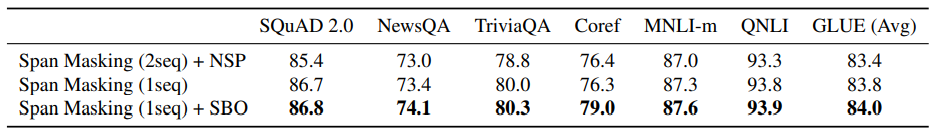 SQuAD 2.0 NewsQA TriviaQA Coref MNLI-m QNLI GLUE (Avg)
Span Masking (2seq) + NSP 85.4 73.0 78.8 76.4 87.0 93.3 83.4
Span Masking (1seq) 86.7 73.4 80.0 76.3 87.3 93.8 83.8
Span Masking (1seq) + SBO 86.8 74.1 80.3 79.0 87.6 93.9 84.0